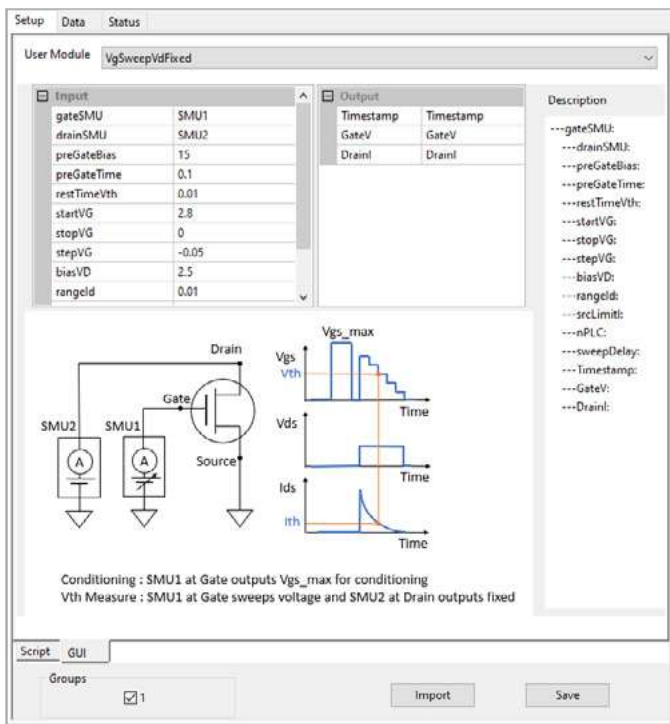 Setup Data Status
User Module VgSweepVdFixed
Input
gateSMU SMU1
drainSMU SMU2
preGateBias 15
preGateTime 0.1
restTimeVth 0.01
startVG 2.8
stopVG 0
stepVG -0.05
biasVD 2.5
rangeId 0.01
Output
Timestamp Timestamp
GateV GateV
DrainI DrainI
Description
---gateSMU:
---drainSMU:
---preGateBias:
---preGateTime:
---restTimeVth:
---startVG:
---stopVG:
---stepVG:
---biasVD:
---rangeId:
---srcLimitI:
---nPLC:
---sweepDelay:
---Timestamp:
---GateV:
---DrainI:
Drain
Gate
SMU2 SMU1
A A
Source
Vgs_max
Vgs
Vth
Time
Vds
Time
Ids
Ith
Time
Conditioning : SMU1 at Gate outputs Vgs_max for conditioning
Vth Measure : SMU1 at Gate sweeps voltage and SMU2 at Drain outputs fixed
Script GUI
Groups
1
Import Save